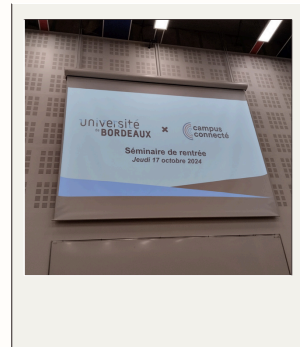 université
de BORDEAUX
×
campus
connecté
Séminaire de rentrée
Jeudi 17 octobre 2024